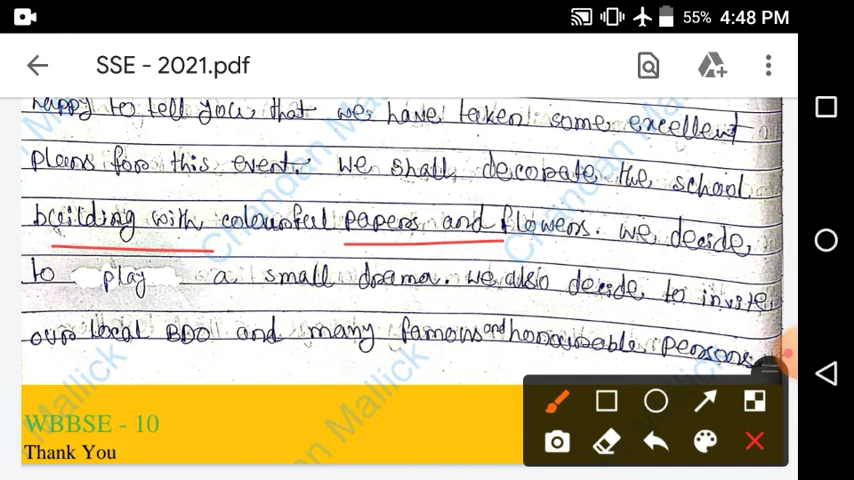 55% 4:48 PM
SSE - 2021.pdf
happy to tell you, that we have taken some excellent
plans for this event. We shall decorate the school
building with colourful papers and flowers. We decide
to play a small drama. We also decide to invite
our local BDO and many famous and honourable persons
Chandan Mallick
WBBSE - 10
Thank You